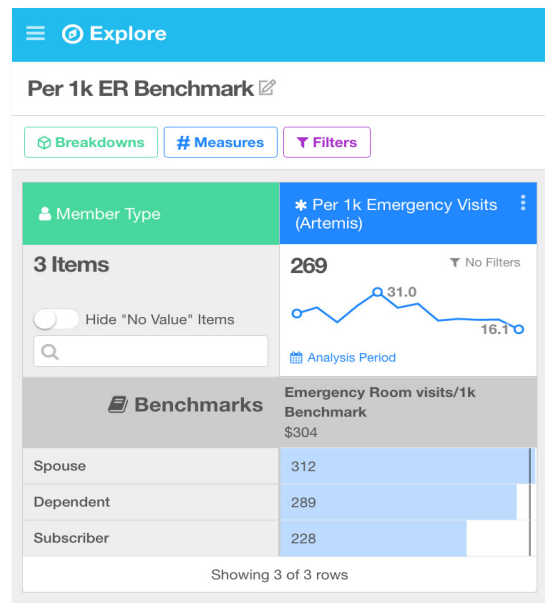 Explore
Per 1k ER Benchmark
Breakdowns
# Measures
Filters
Member Type
Per 1k Emergency Visits
(Artemis)
3 Items
269
No Filters
31.0
16.1
Hide "No Value" Items
Analysis Period
Benchmarks
Emergency Room visits/1k
Benchmark
$304
Spouse
312
Dependent
289
Subscriber
228
Showing 3 of 3 rows